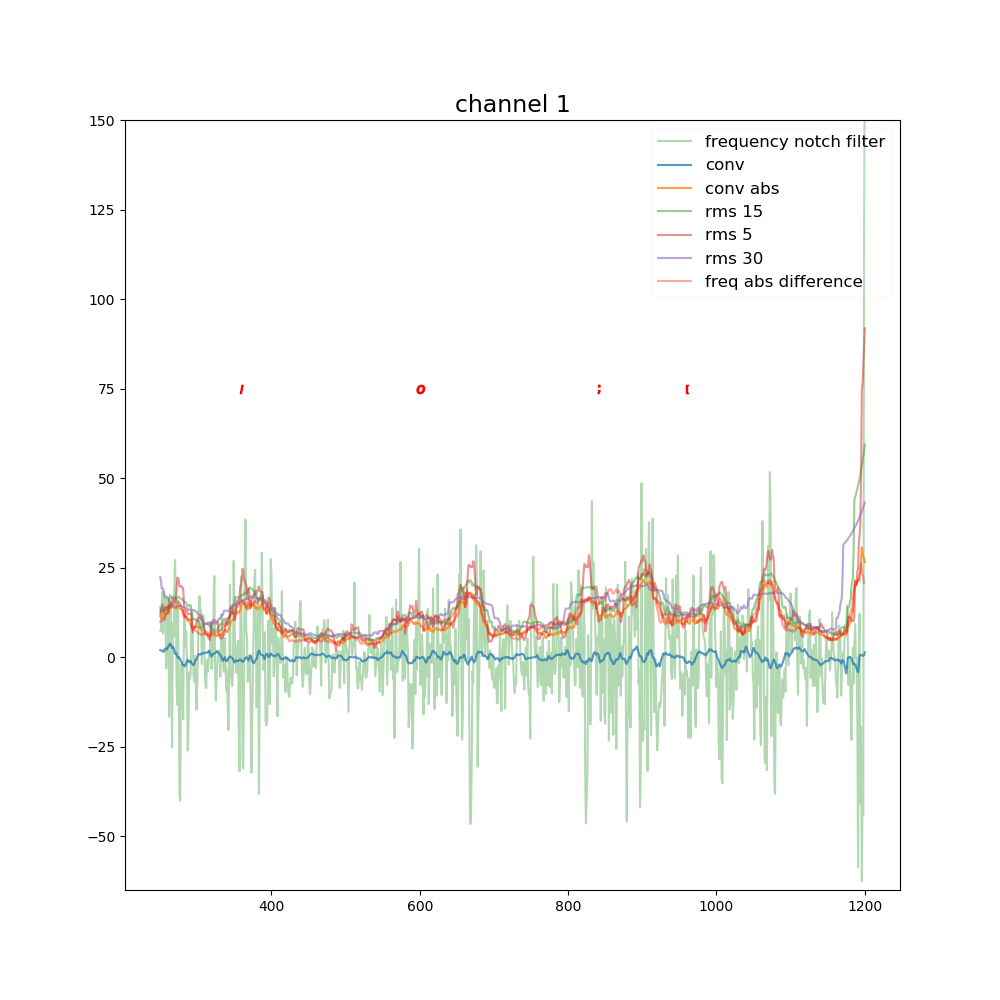 channel 1
150
125
100
75
50
25
0
−25
−50
400 600 800 1000 1200
frequency notch filter
conv
conv abs
rms 15
rms 5
rms 30
freq abs difference
o ;